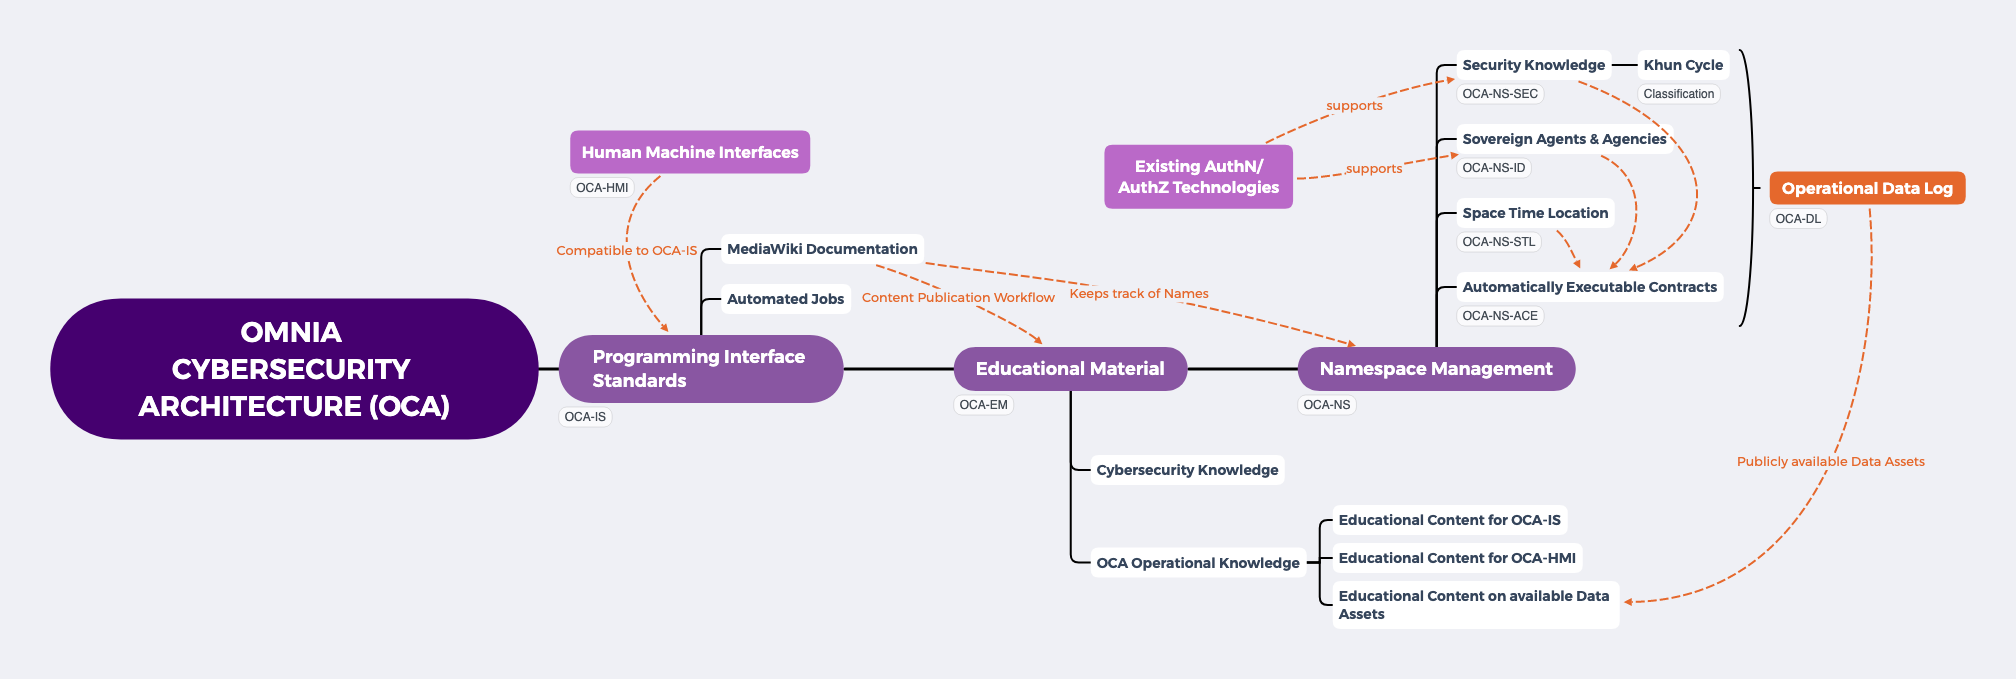 OMNIA
CYBERSECURITY
ARCHITECTURE (OCA)
Programming Interface
Standards
OCA-IS
Human Machine Interfaces
OCA-HMI
Compatible to OCA-IS
MediaWiki Documentation
Automated Jobs
Content Publication Workflow
Keeps track of Names
Educational Material
OCA-EM
Cybersecurity Knowledge
OCA Operational Knowledge
Educational Content for OCA-IS
Educational Content for OCA-HMI
Educational Content on available Data
Assets
Namespace Management
OCA-NS
Existing AuthN/
AuthZ Technologies
supports
supports
Security Knowledge
OCA-NS-SEC
Khun Cycle
Classification
Sovereign Agents & Agencies
OCA-NS-ID
Space Time Location
OCA-NS-STL
Automatically Executable Contracts
OCA-NS-ACE
Operational Data Log
OCA-DL
Publicly available Data Assets